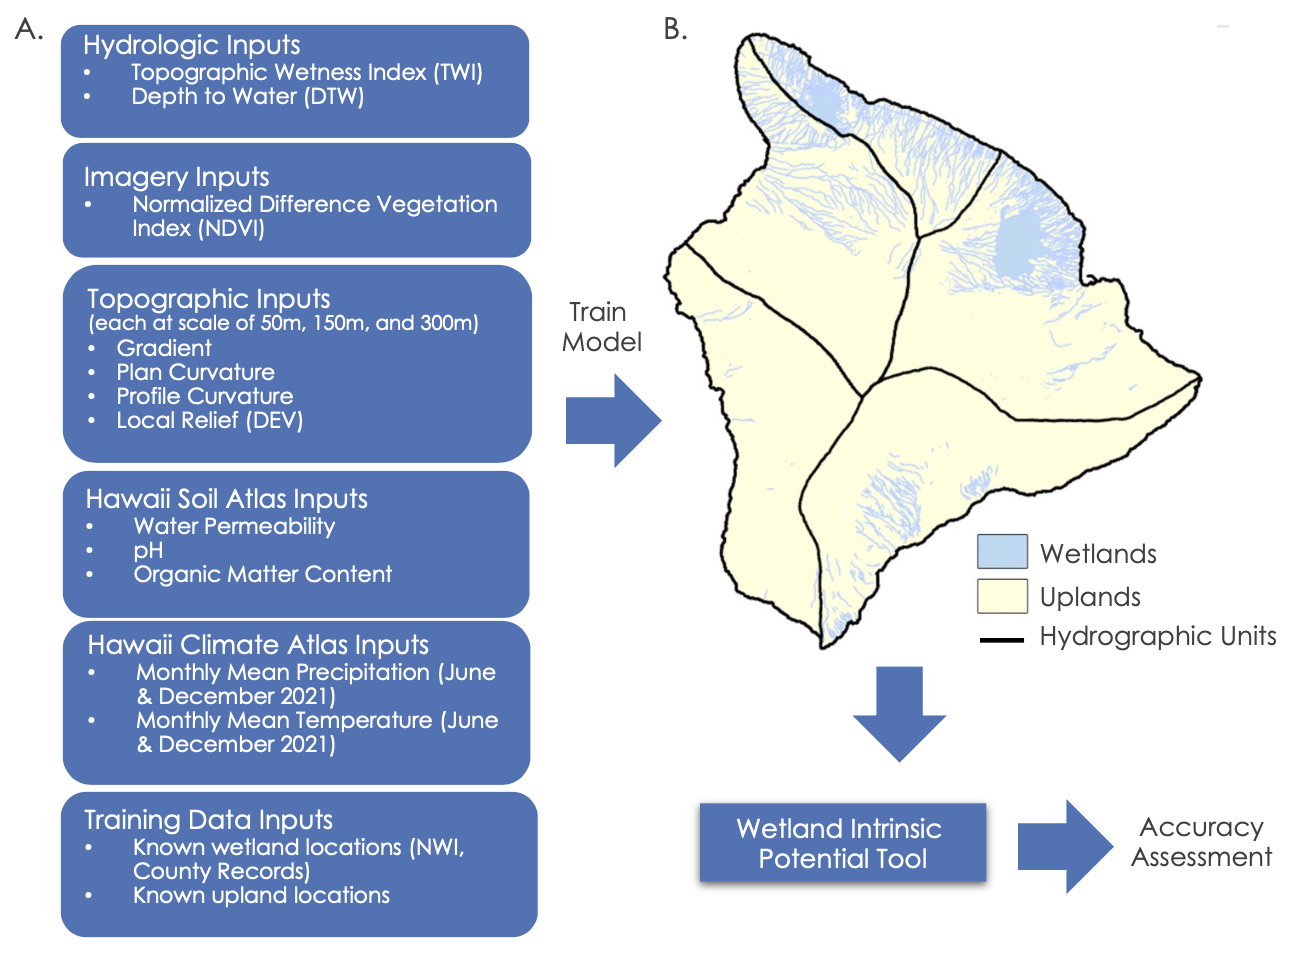 A.
Hydrologic Inputs
• Topographic Wetness Index (TWI)
• Depth to Water (DTW)
Imagery Inputs
• Normalized Difference Vegetation
Index (NDVI)
Topographic Inputs
(each at scale of 50m, 150m, and 300m)
• Gradient
• Plan Curvature
• Profile Curvature
• Local Relief (DEV)
Hawaii Soil Atlas Inputs
• Water Permeability
• pH
• Organic Matter Content
Hawaii Climate Atlas Inputs
• Monthly Mean Precipitation (June
& December 2021)
• Monthly Mean Temperature (June
& December 2021)
Training Data Inputs
• Known wetland locations (NWI,
County Records)
• Known upland locations
Train
Model
B.
Wetlands
Uplands
Hydrographic Units
Wetland Intrinsic
Potential Tool
Accuracy
Assessment